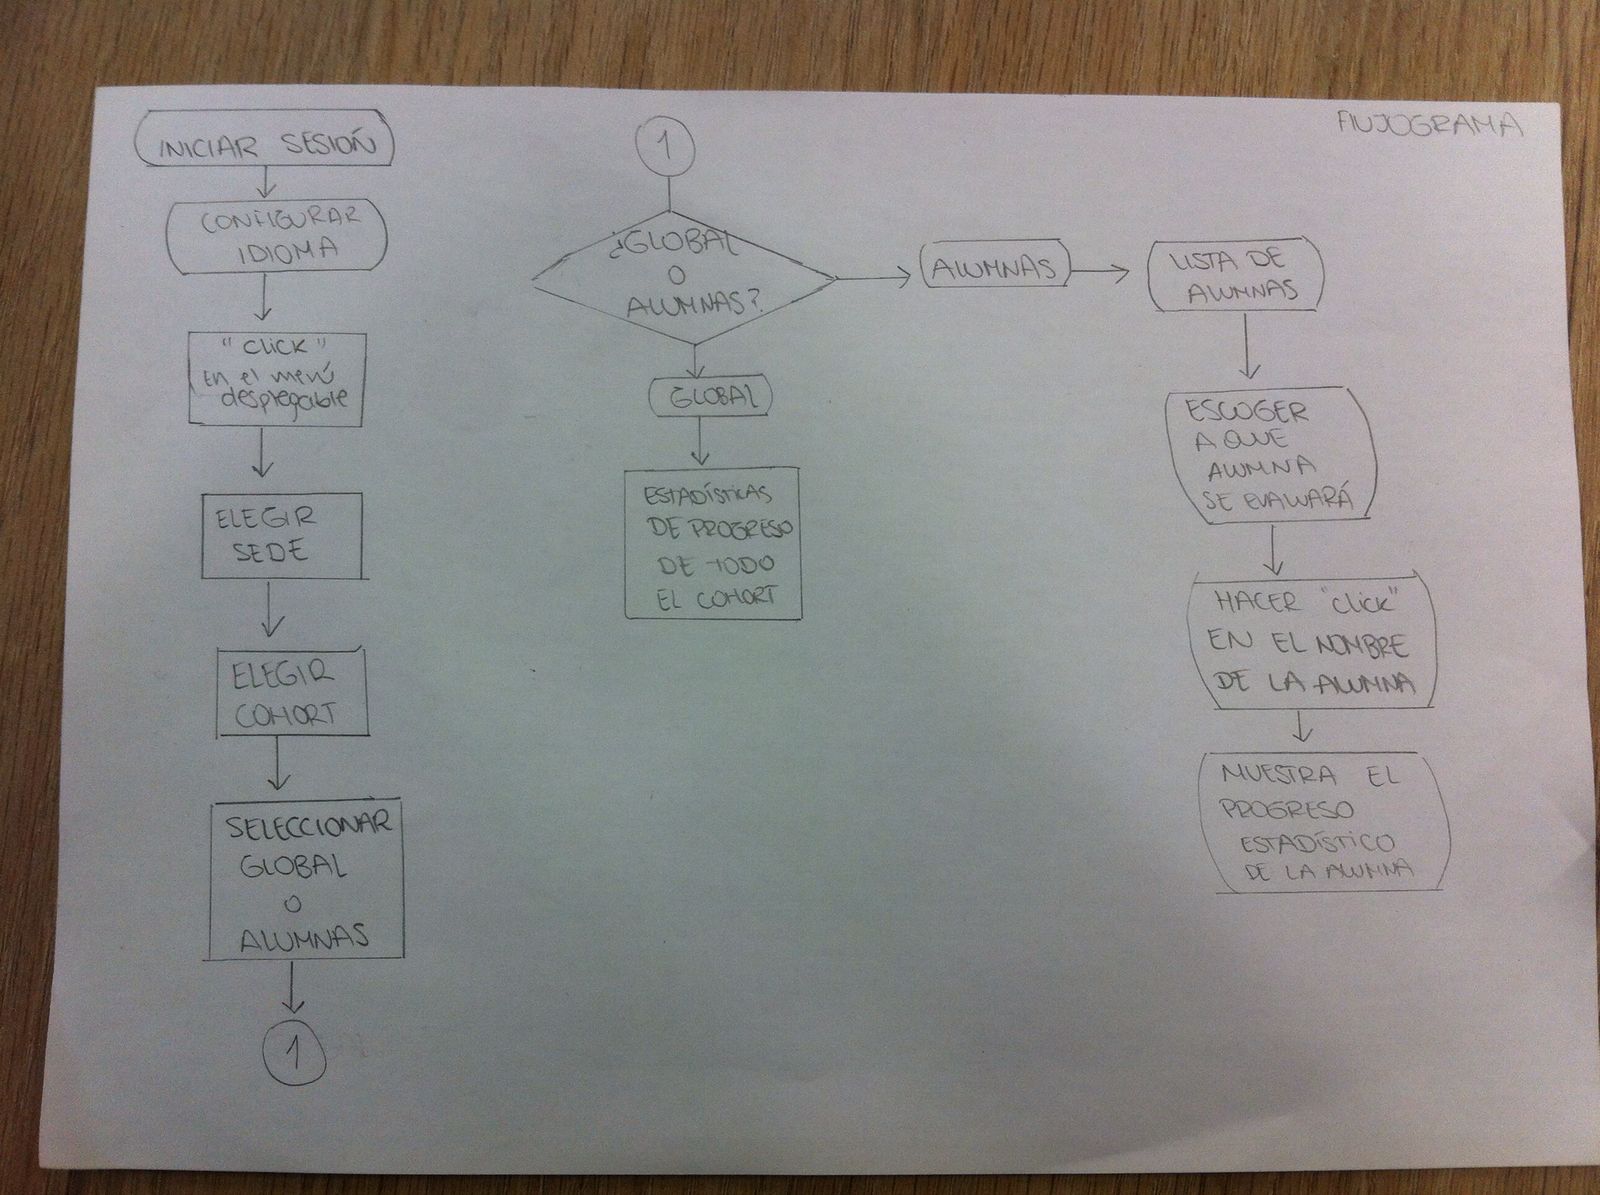 FLUJOGRAMA
INICIAR SESIÓN
CONFIGURAR
IDIOMA
"CLICK"
En el menú
desplegable
ELEGIR
SEDE
ELEGIR
COHORT
SELECCIONAR
GLOBAL
O
ALUMNAS
1
1
¿GLOBAL
O
ALUMNAS?
GLOBAL
ESTADÍSTICAS
DE PROGRESO
DE TODO
EL COHORT
ALUMNAS
LISTA DE
ALUMNAS
ESCOGER
A QUE
ALUMNA
SE EVALUARÁ
HACER "click"
EN EL NOMBRE
DE LA ALUMNA
MUESTRA EL
PROGRESO
ESTADÍSTICO
DE LA ALUMNA